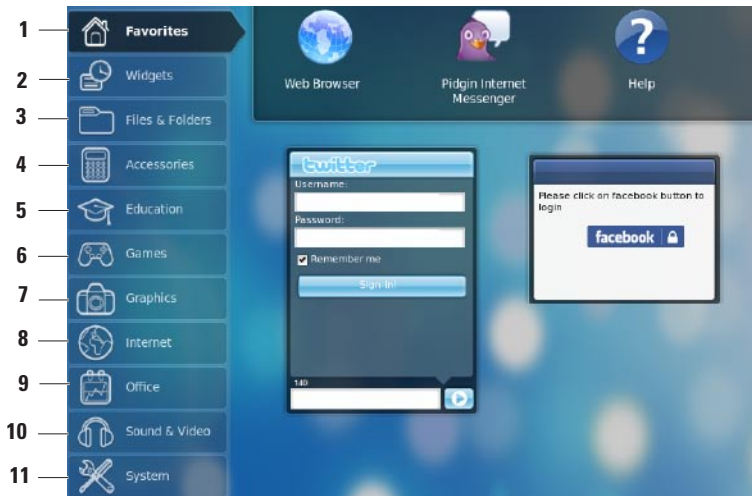 1 Favorites
2 Widgets
3 Files & Folders
4 Accessories
5 Education
6 Games
7 Graphics
8 Internet
9 Office
10 Sound & Video
11 System
Web Browser
Pidgin Internet
Messenger
Help
?
twitter
Username:
Password:
Remember me
Sign-in!
140
Please click on facebook button to
login
facebook